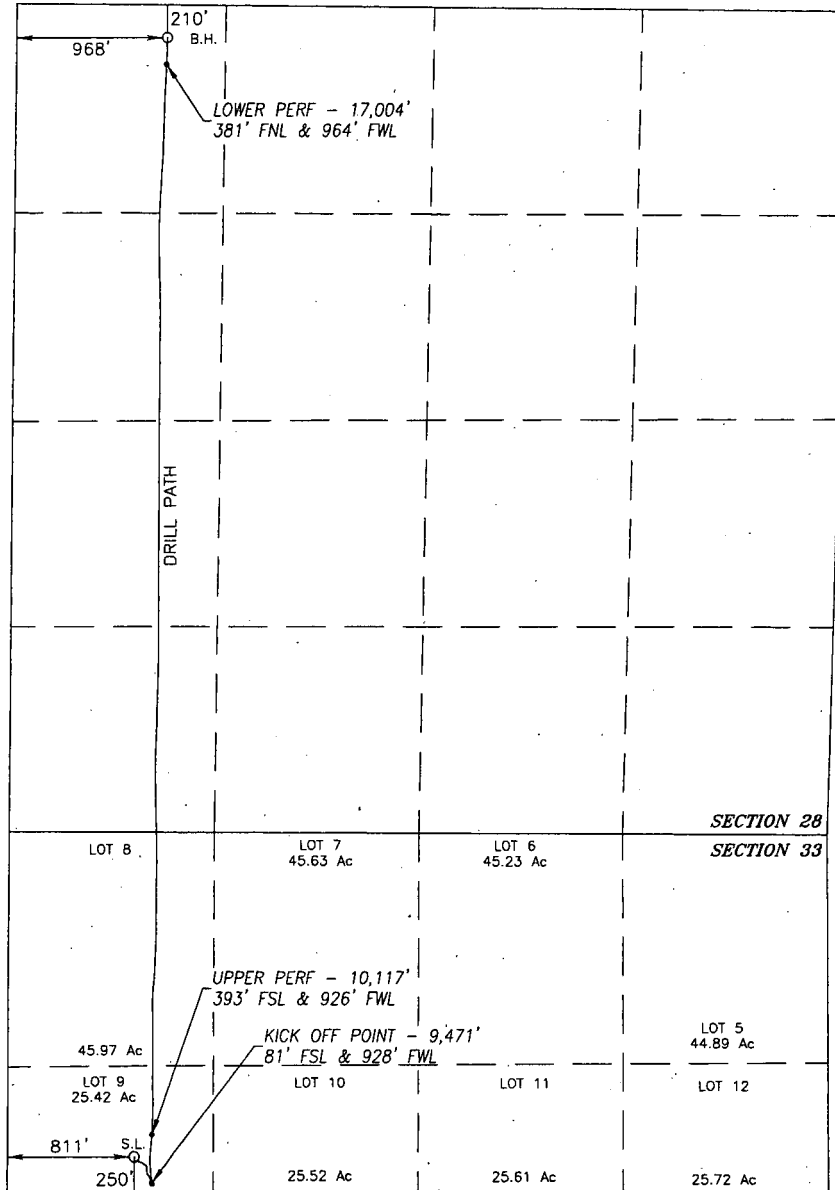 210'
968'
B.H.
LOWER PERF - 17,004'
381' FNL & 964' FWL
DRILL PATH
SECTION 28
LOT 8
LOT 7
45.63 Ac
LOT 6
45.23 Ac
SECTION 33
UPPER PERF - 10,117'
393' FSL & 926' FWL
KICK OFF POINT - 9,471'
81' FSL & 928' FWL
LOT 5
44.89 Ac
45.97 Ac
LOT 9
25.42 Ac
LOT 10
LOT 11
LOT 12
811'
S.L.
250'
25.52 Ac
25.61 Ac
25.72 Ac